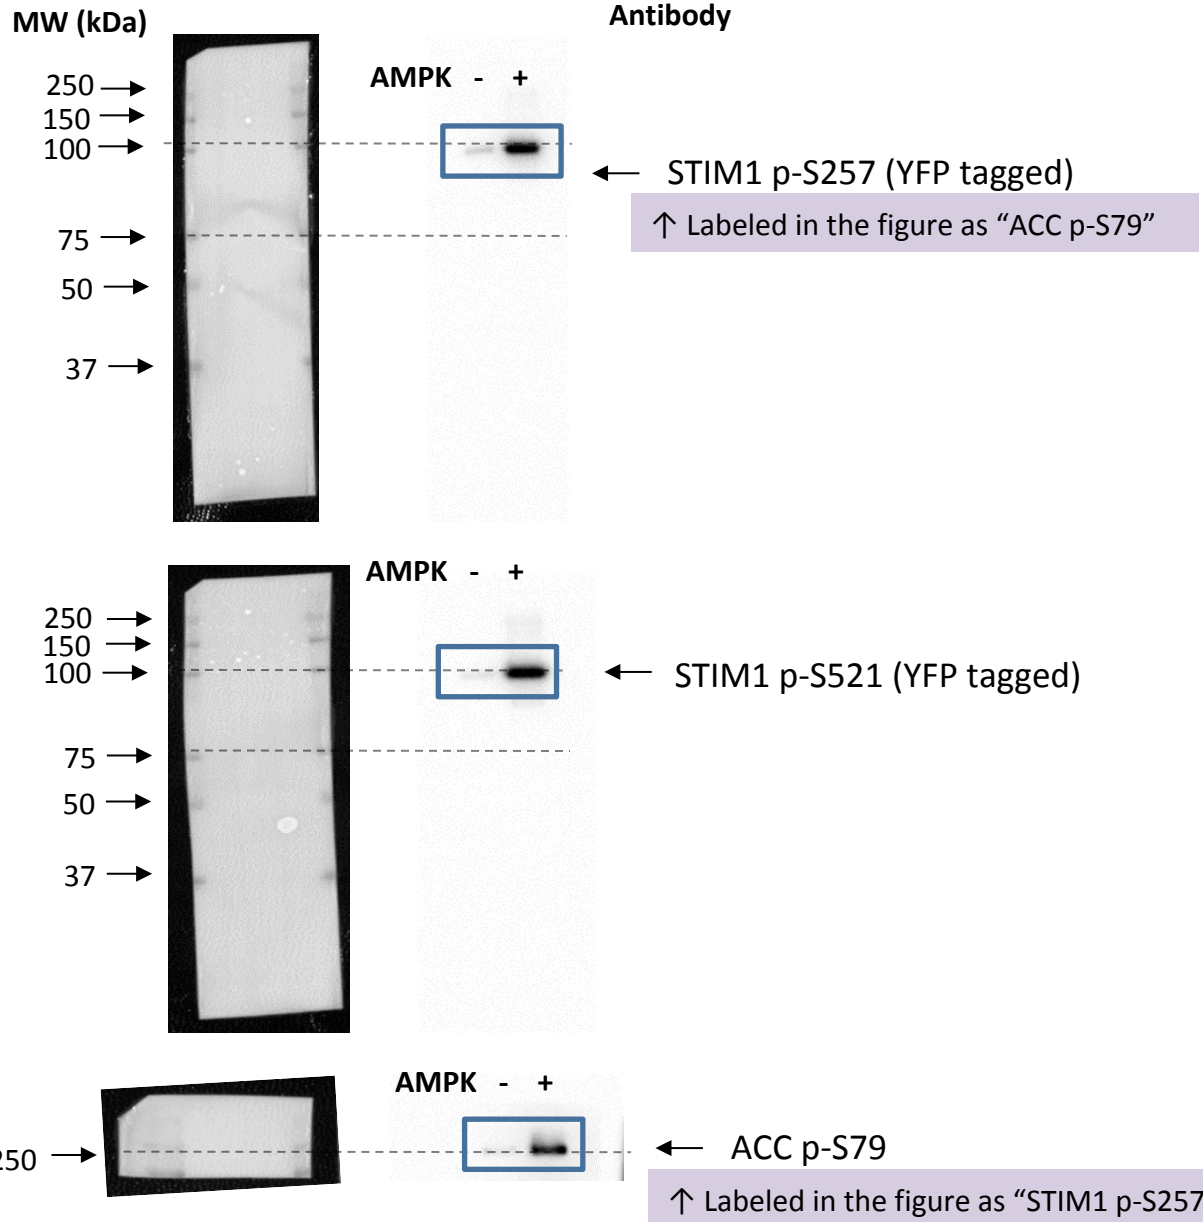 MW (kDa)
Antibody
AMPK - +
250
150
100
75
50
37
← STIM1 p-S257 (YFP tagged)
↑ Labeled in the figure as “ACC p-S79”
AMPK - +
250
150
100
75
50
37
← STIM1 p-S521 (YFP tagged)
AMPK - +
250
← ACC p-S79
↑ Labeled in the figure as “STIM1 p-S257